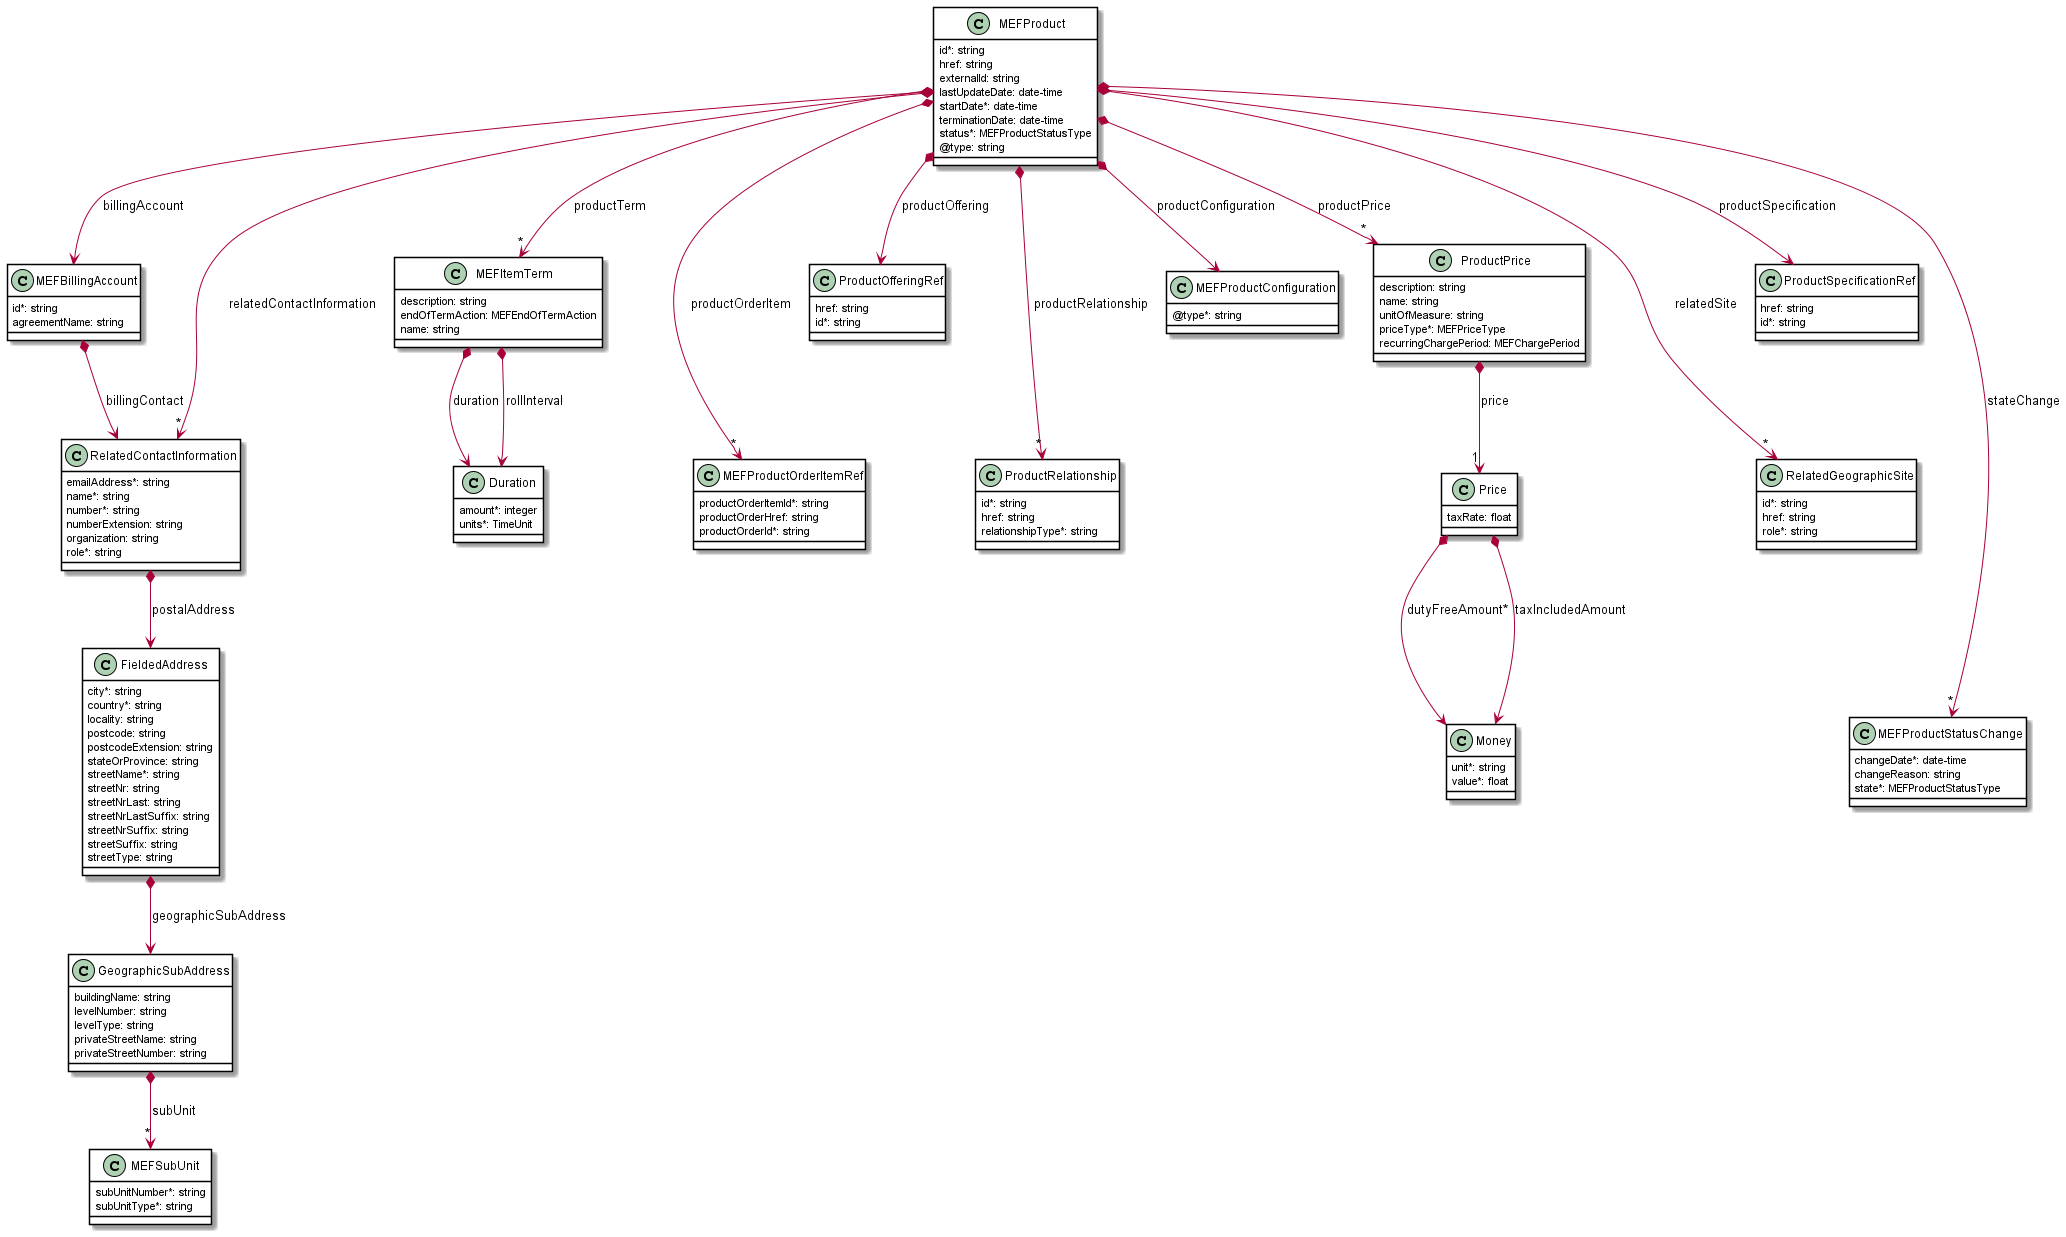 C MEFProduct
id*: string
href: string
externalId: string
lastUpdateDate: date-time
startDate*: date-time
terminationDate: date-time
status*: MEFProductStatusType
@type: string
billingAccount
relatedContactInformation
productTerm
*
productOrderItem
productOffering
productRelationship
*
productConfiguration
productPrice
*
relatedSite
productSpecification
stateChange
C MEFBillingAccount
id*: string
agreementName: string
billingContact
*
C MEFItemTerm
description: string
endOfTermAction: MEFEndOfTermAction
name: string
duration
rollInterval
C ProductOfferingRef
href: string
id*: string
C MEFProductConfiguration
@type*: string
C ProductPrice
description: string
name: string
unitOfMeasure: string
priceType*: MEFPriceType
recurringChargePeriod: MEFChargePeriod
price
1
C ProductSpecificationRef
href: string
id*: string
C RelatedContactInformation
emailAddress*: string
name*: string
number*: string
numberExtension: string
organization: string
role*: string
postalAddress
C Duration
amount*: integer
units*: TimeUnit
*
C MEFProductOrderItemRef
productOrderItemId*: string
productOrderHref: string
productOrderId*: string
C ProductRelationship
id*: string
href: string
relationshipType*: string
C Price
taxRate: float
dutyFreeAmount*
taxIncludedAmount
*
C RelatedGeographicSite
id*: string
href: string
role*: string
C FieldedAddress
city*: string
country*: string
locality: string
postcode: string
postcodeExtension: string
stateOrProvince: string
streetName*: string
streetNr: string
streetNrLast: string
streetNrLastSuffix: string
streetNrSuffix: string
streetSuffix: string
streetType: string
geographicSubAddress
C Money
unit*: string
value*: float
*
C MEFProductStatusChange
changeDate*: date-time
changeReason: string
state*: MEFProductStatusType
C GeographicSubAddress
buildingName: string
levelNumber: string
levelType: string
privateStreetName: string
privateStreetNumber: string
subUnit
*
C MEFSubUnit
subUnitNumber*: string
subUnitType*: string